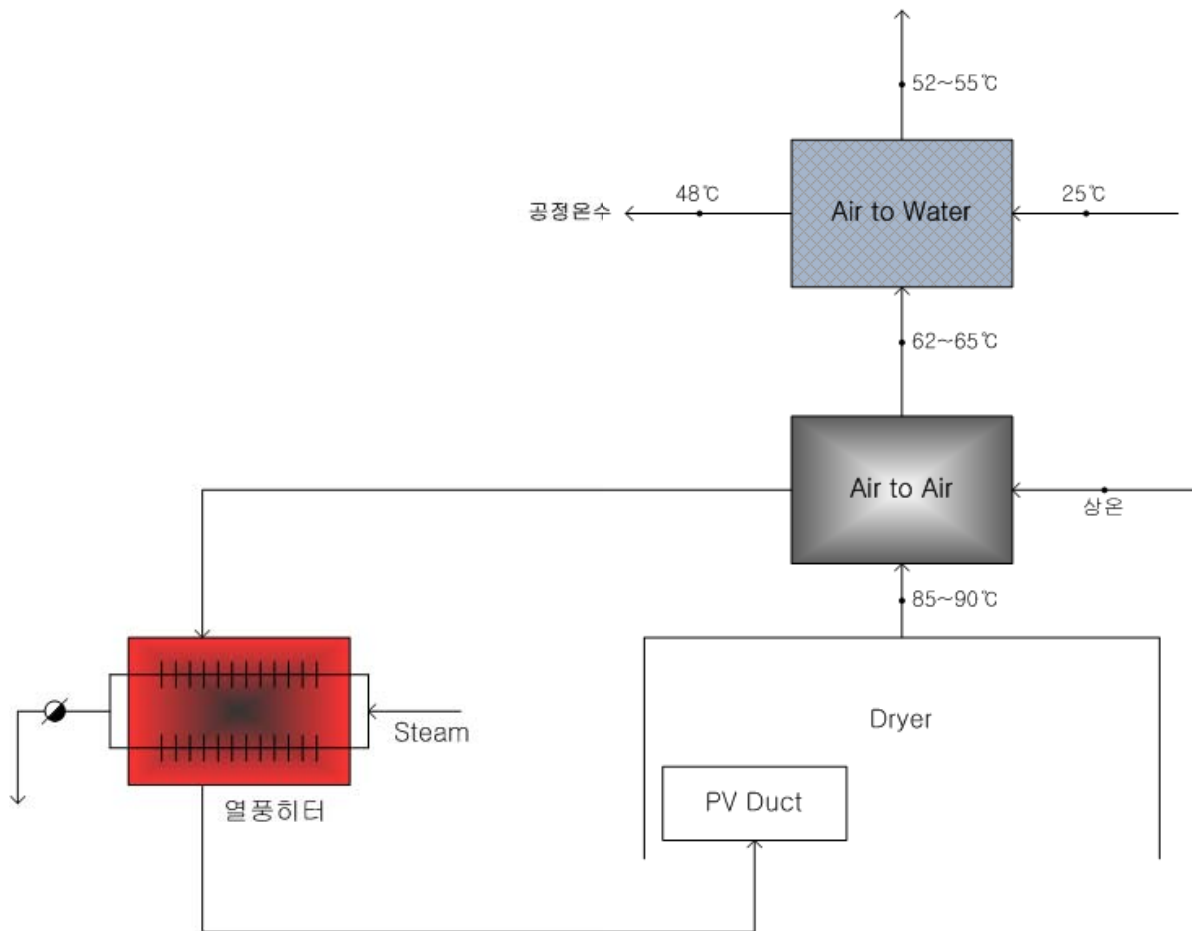 52～55℃
공정온수
48℃
Air to Water
25℃
62～65℃
Air to Air
상온
85～90℃
Steam
열풍히터
Dryer
PV Duct